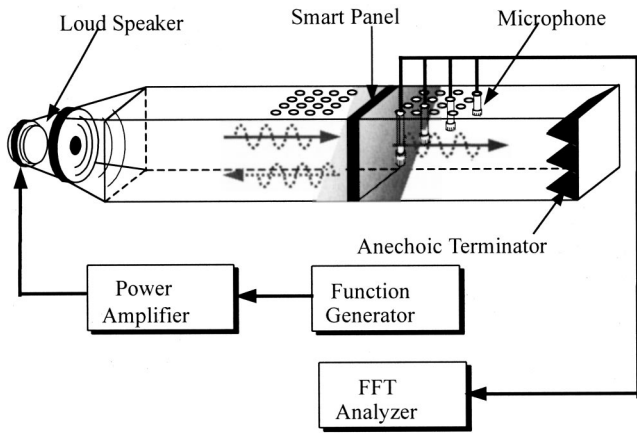 Loud Speaker
Smart Panel
Microphone
Anechoic Terminator
Power
Amplifier
Function
Generator
FFT
Analyzer